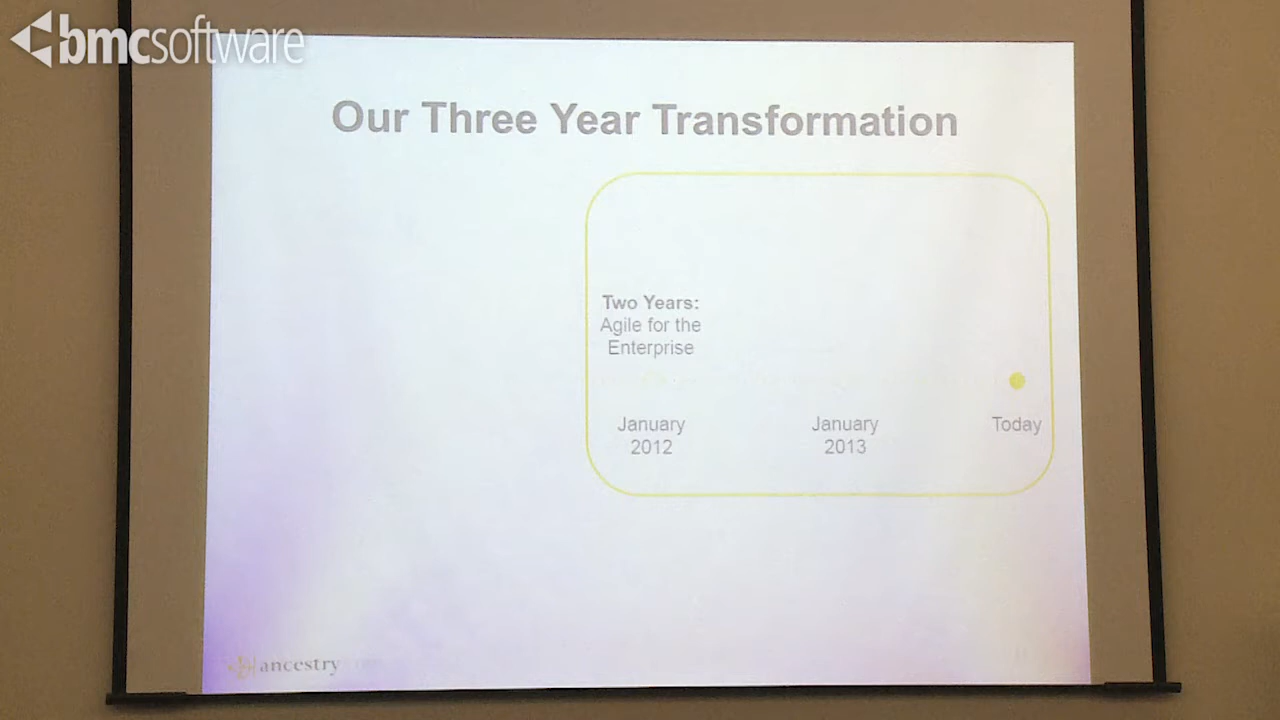 bmcsoftware
Our Three Year Transformation
Two Years:
Agile for the
Enterprise
January
2012
January
2013
Today
ancestry